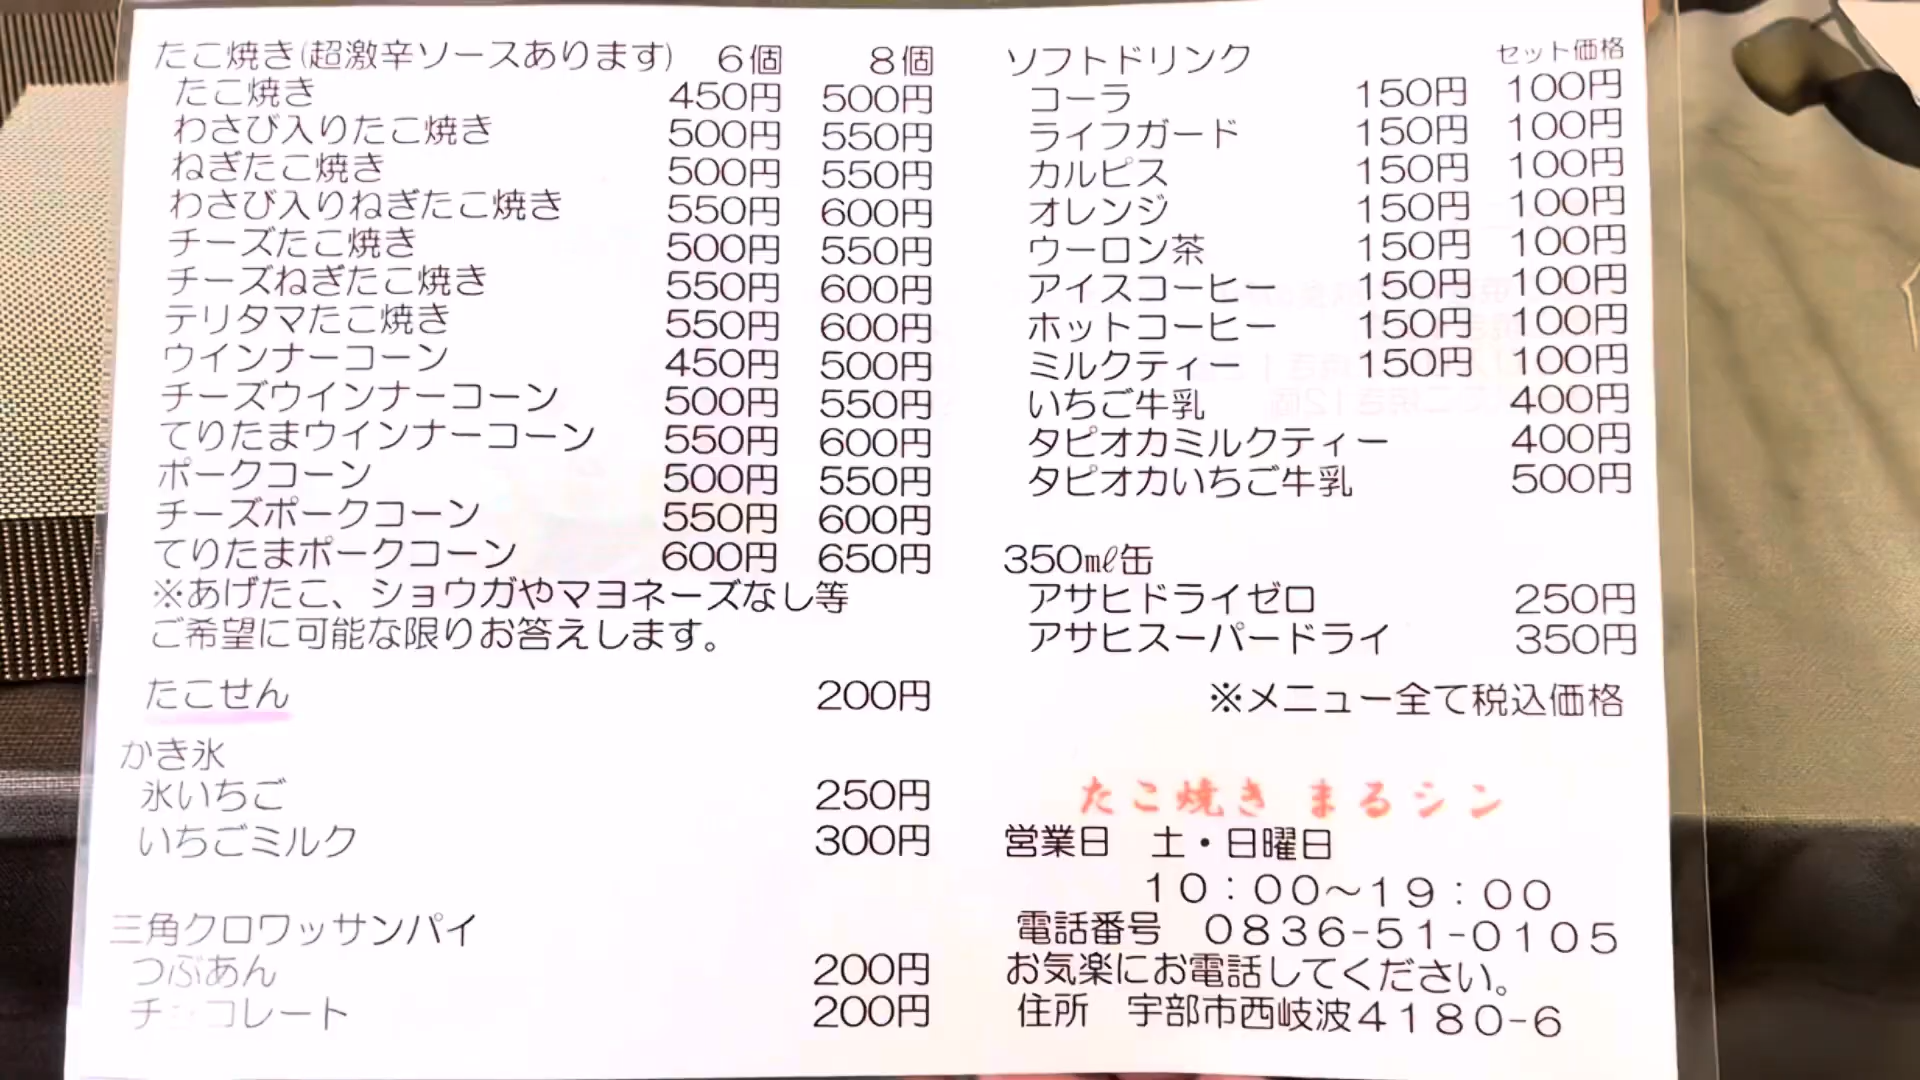 たこ焼き(超激辛ソースあります) 6個 8個
たこ焼き 450円 500円
わさび入りたこ焼き 500円 550円
ねぎたこ焼き 500円 550円
わさび入りねぎたこ焼き 550円 600円
チーズたこ焼き 500円 550円
チーズねぎたこ焼き 550円 600円
テリタマたこ焼き 550円 600円
ウインナーコーン 450円 500円
チーズウインナーコーン 500円 550円
てりたまウインナーコーン 550円 600円
ポークコーン 500円 550円
チーズポークコーン 550円 600円
てりたまポークコーン 600円 650円
※あげたこ、ショウガやマヨネーズなし等
ご希望に可能な限りお答えします。
たこせん 200円
かき氷
氷いちご 250円
いちごミルク 300円
三角クロワッサンパイ
つぶあん 200円
チョコレート 200円
ソフトドリンク セット価格
コーラ 150円 100円
ライフガード 150円 100円
カルピス 150円 100円
オレンジ 150円 100円
ウーロン茶 150円 100円
アイスコーヒー 150円 100円
ホットコーヒー 150円 100円
ミルクティー 150円 100円
いちご牛乳 400円
タピオカミルクティー 400円
タピオカいちご牛乳 500円
350㎖缶
アサヒドライゼロ 250円
アサヒスーパードライ 350円
※メニュー全て税込価格
たこ焼き まるシン
営業日 土・日曜日
10:00～19:00
電話番号 0836-51-0105
お気楽にお電話してください。
住所 宇部市西岐波4180-6